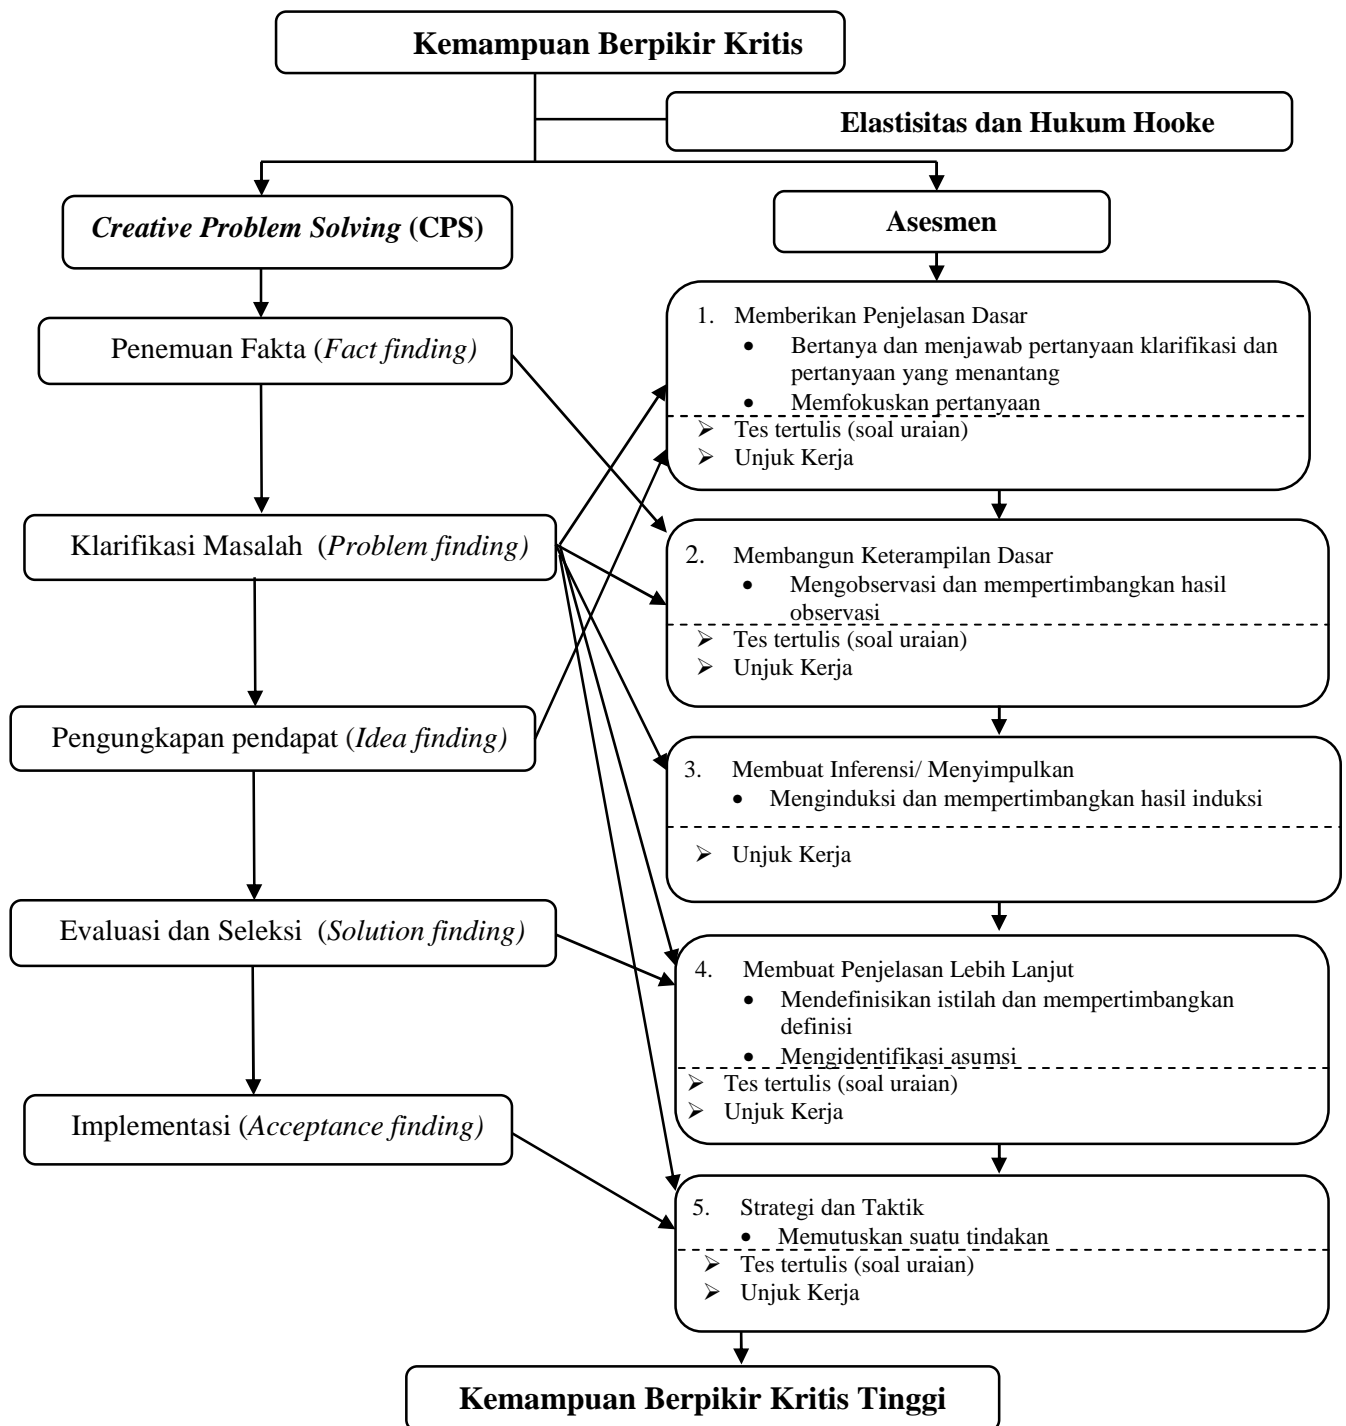 Kemampuan Berpikir Kritis
Elastisitas dan Hukum Hooke
Creative Problem Solving (CPS)
Asesmen
Penemuan Fakta (Fact finding)
Klarifikasi Masalah (Problem finding)
Pengungkapan pendapat (Idea finding)
Evaluasi dan Seleksi (Solution finding)
Implementasi (Acceptance finding)
1. Memberikan Penjelasan Dasar
• Bertanya dan menjawab pertanyaan klarifikasi dan
pertanyaan yang menantang
• Memfokuskan pertanyaan
➢ Tes tertulis (soal uraian)
➢ Unjuk Kerja
2. Membangun Keterampilan Dasar
• Mengobservasi dan mempertimbangkan hasil
observasi
➢ Tes tertulis (soal uraian)
➢ Unjuk Kerja
3. Membuat Inferensi/ Menyimpulkan
• Menginduksi dan mempertimbangkan hasil induksi
➢ Unjuk Kerja
4. Membuat Penjelasan Lebih Lanjut
• Mendefinisikan istilah dan mempertimbangkan
definisi
• Mengidentifikasi asumsi
➢ Tes tertulis (soal uraian)
➢ Unjuk Kerja
5. Strategi dan Taktik
• Memutuskan suatu tindakan
➢ Tes tertulis (soal uraian)
➢ Unjuk Kerja
Kemampuan Berpikir Kritis Tinggi